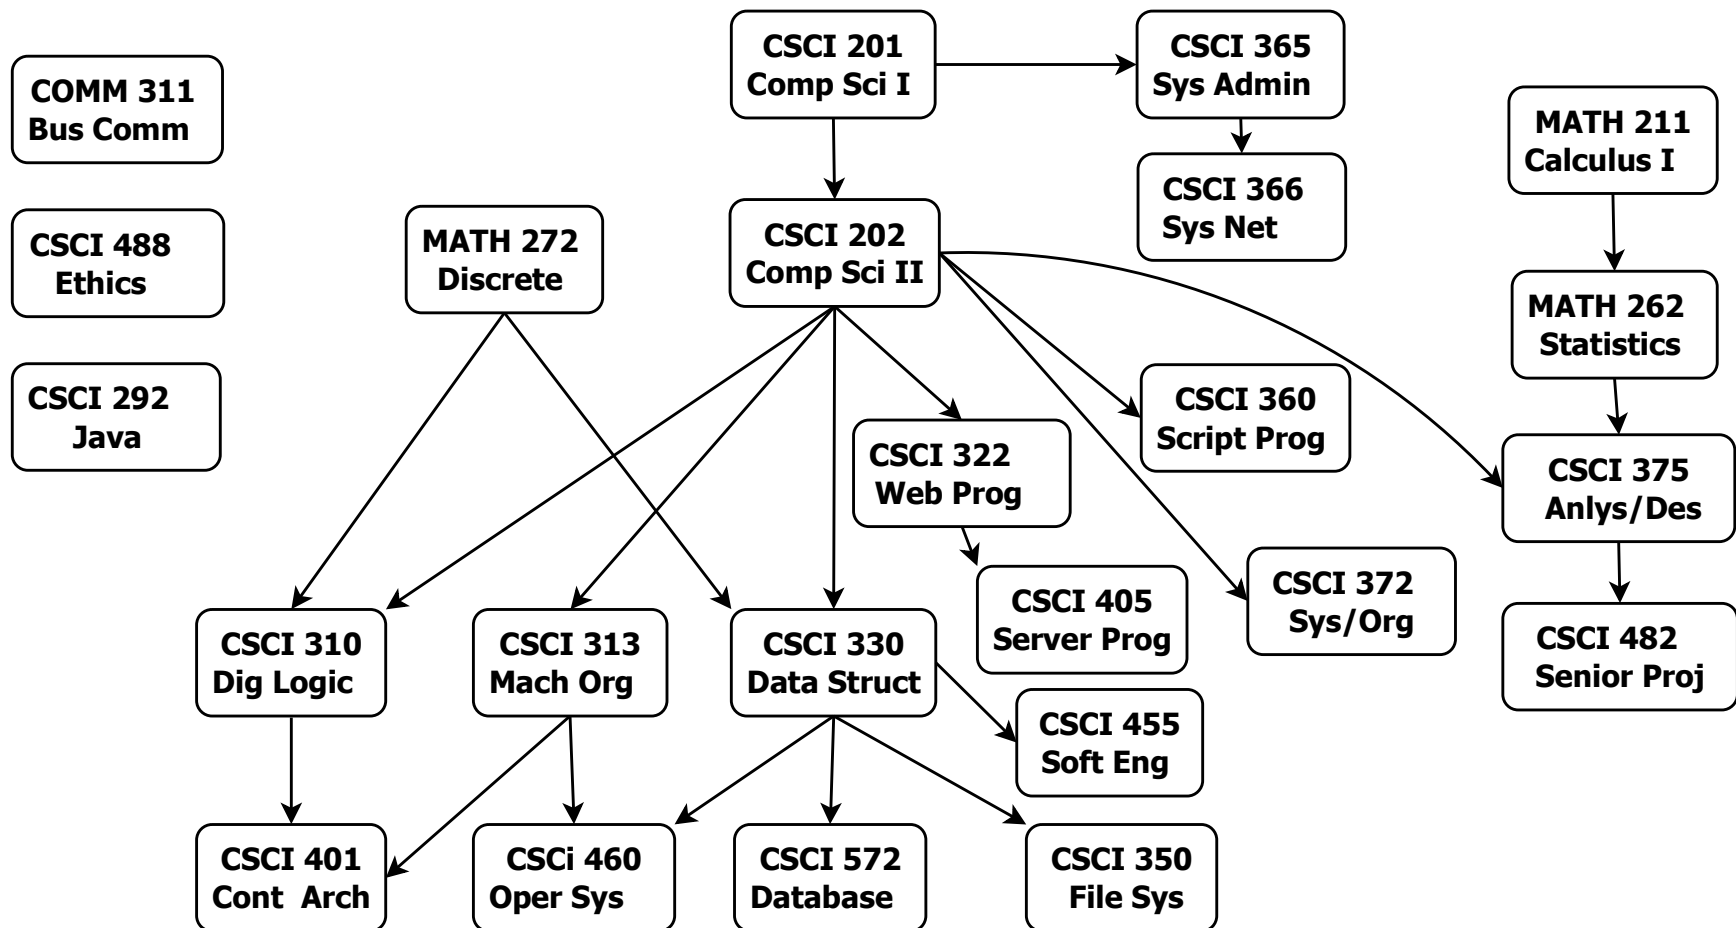 CSCI 201
Comp Sci I
CSCI 365
Sys Admin
COMM 311
Bus Comm
MATH 211
Calculus I
CSCI 366
Sys Net
CSCI 488
Ethics
MATH 272
Discrete
CSCI 202
Comp Sci II
MATH 262
Statistics
CSCI 292
Java
CSCI 360
Script Prog
CSCI 322
Web Prog
CSCI 375
Anlys/Des
CSCI 405
Server Prog
CSCI 372
Sys/Org
CSCI 310
Dig Logic
CSCI 313
Mach Org
CSCI 330
Data Struct
CSCI 482
Senior Proj
CSCI 455
Soft Eng
CSCI 401
Cont  Arch
CSCi 460
Oper Sys
CSCI 572
Database
CSCI 350
File Sys